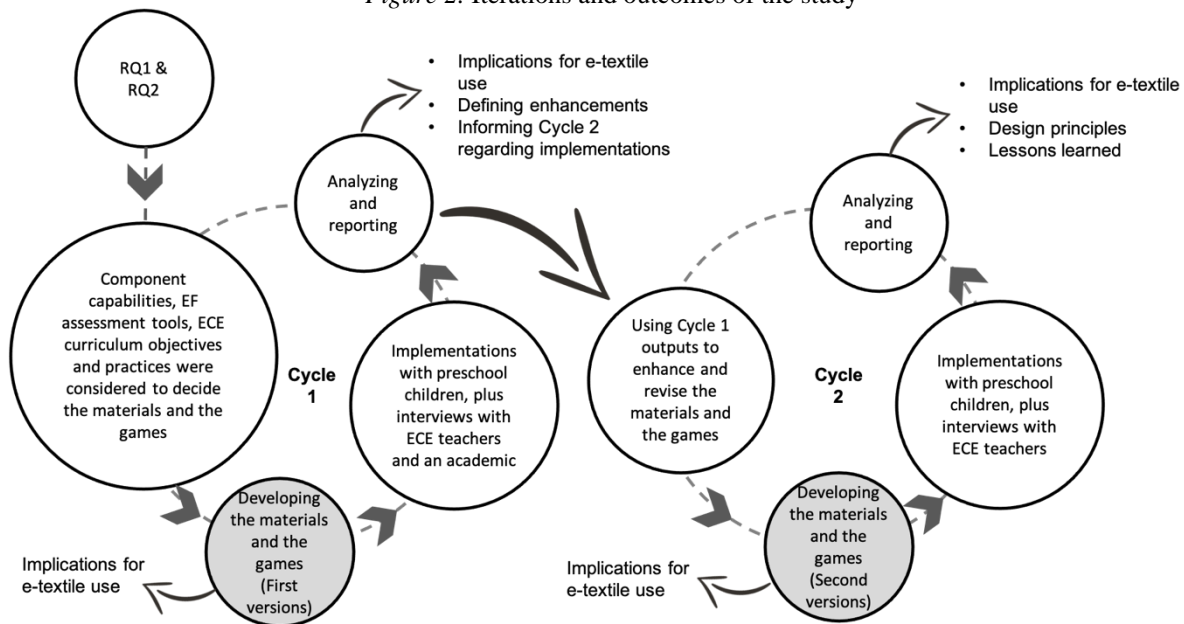 Figure 2. Iterations and outcomes of the study
RQ1 &
RQ2
Component
capabilities, EF
assessment tools, ECE
curriculum objectives
and practices were
considered to decide
the materials and the
games
Developing
the materials
and the
games
(First
versions)
Implications for
e-textile use
Cycle
1
Implementations
with preschool
children, plus
interviews with
ECE teachers
and an academic
Analyzing
and
reporting
• Implications for e-textile
use
• Defining enhancements
• Informing Cycle 2
regarding implementations
Using Cycle 1
outputs to
enhance and
revise the
materials and
the games
Developing
the materials
and the
games
(Second
versions)
Implications for
e-textile use
Cycle
2
Implementations
with preschool
children, plus
interviews with
ECE teachers
Analyzing
and
reporting
• Implications for e-textile
use
• Design principles
• Lessons learned